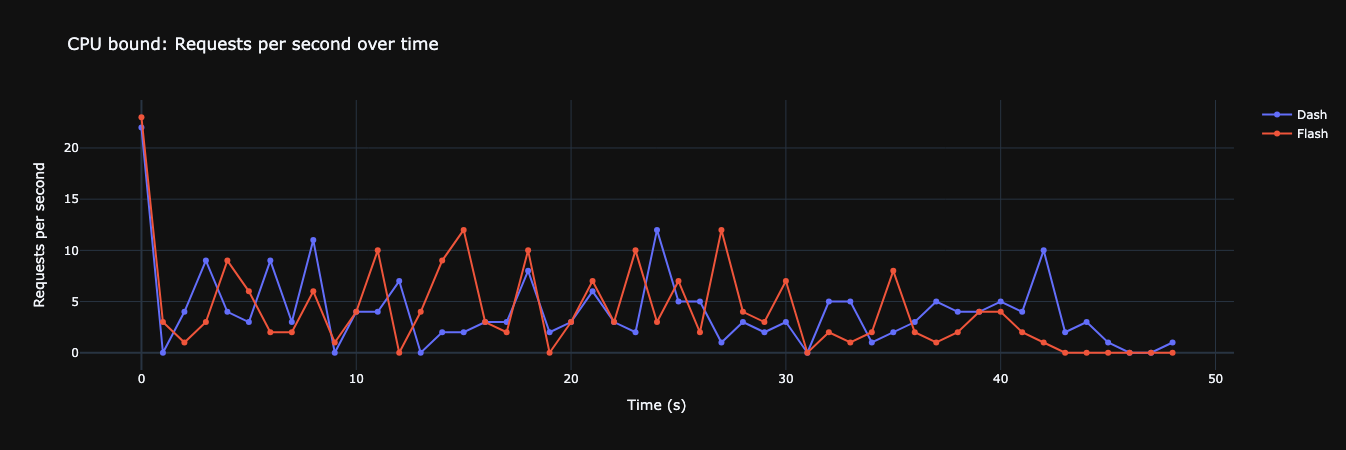 CPU bound: Requests per second over time
Dash
Flash
Requests per second
20
15
10
5
0
0
10
20
30
40
50
Time (s)